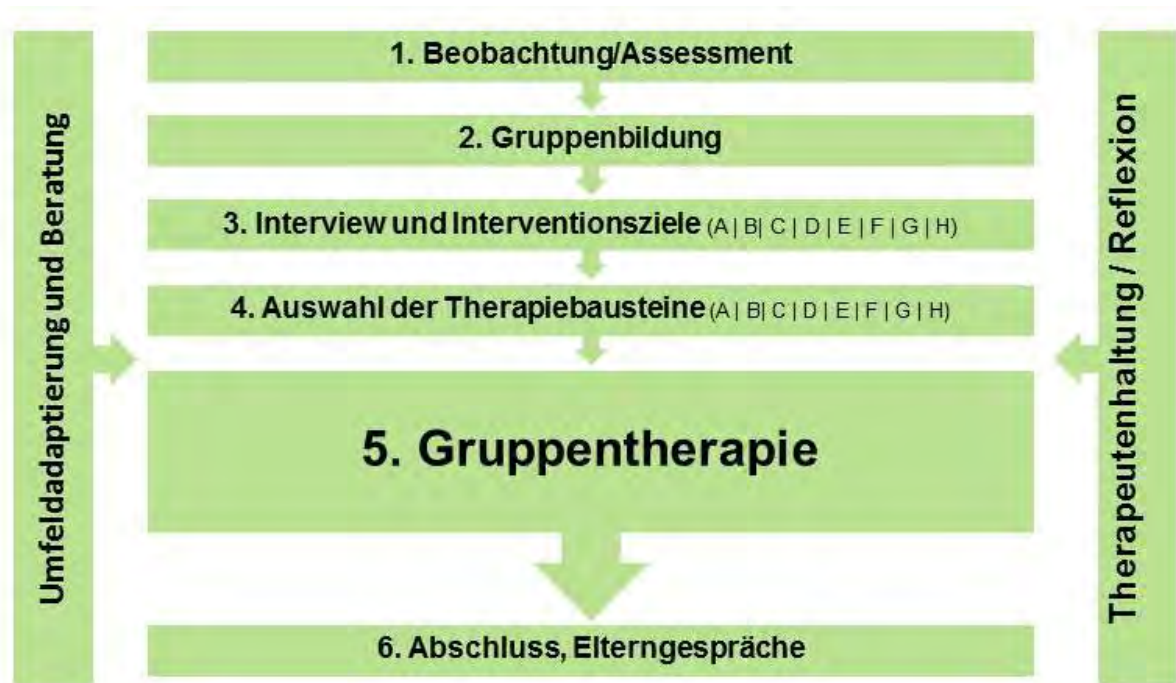 Umfeldadaptierung und Beratung
1. Beobachtung/Assessment
2. Gruppenbildung
3. Interview und Interventionsziele (A | B| C | D | E | F | G | H)
4. Auswahl der Therapiebausteine (A | B| C | D | E | F | G | H)
5. Gruppentherapie
6. Abschluss, Elterngespräche
Therapeutenhaltung / Reflexion